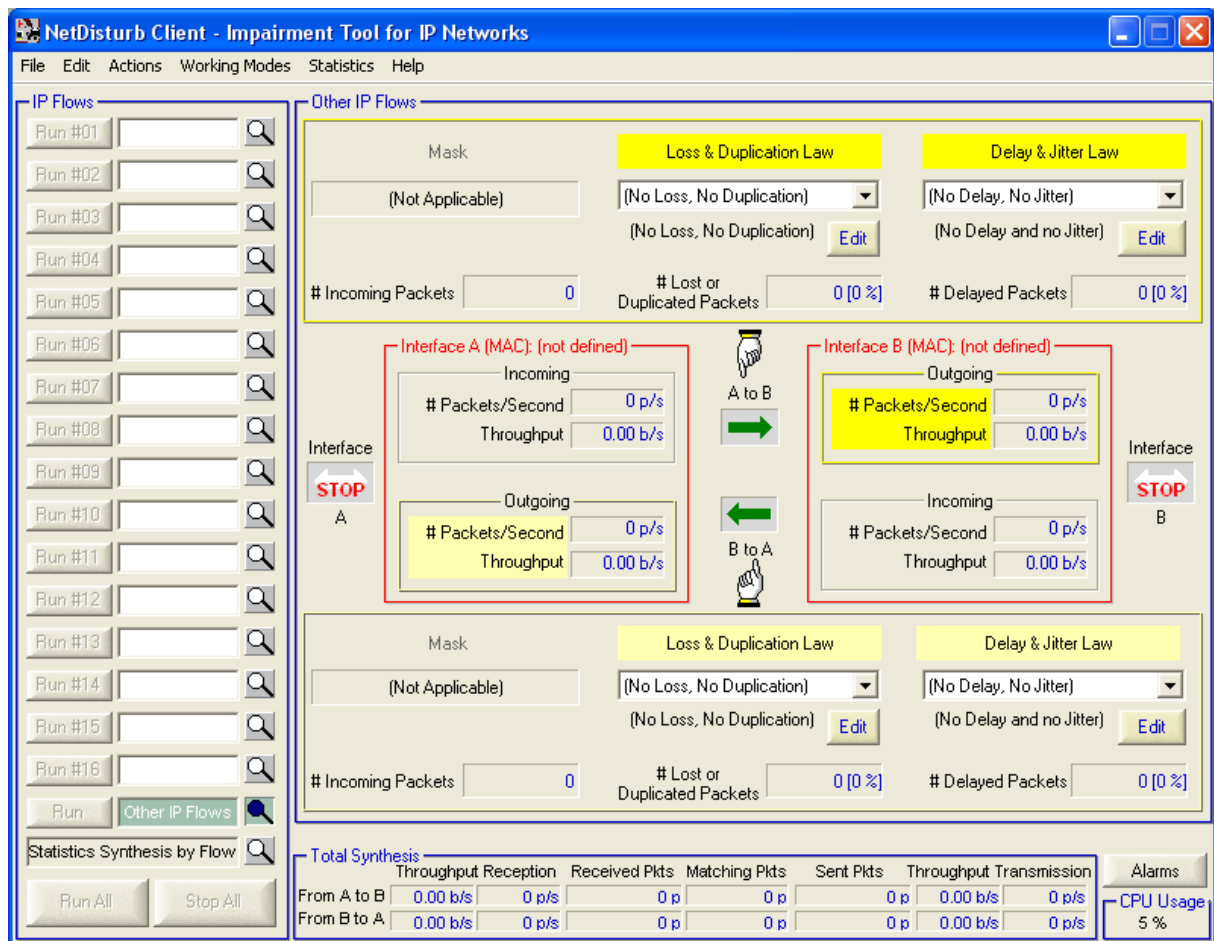 NetDisturb Client - Impairment Tool for IP Networks
File Edit Actions Working Modes Statistics Help
IP Flows
Run #01
Run #02
Run #03
Run #04
Run #05
Run #06
Run #07
Run #08
Run #09
Run #10
Run #11
Run #12
Run #13
Run #14
Run #15
Run #16
Run Other IP Flows
Statistics Synthesis by Flow
Run All Stop All
Other IP Flows
Mask Loss & Duplication Law Delay & Jitter Law
(Not Applicable) (No Loss, No Duplication) (No Delay, No Jitter)
(No Loss, No Duplication) Edit (No Delay and no Jitter) Edit
# Incoming Packets 0 # Lost or Duplicated Packets 0 [0 %] # Delayed Packets 0 [0 %]
Interface A (MAC): (not defined)
Incoming
# Packets/Second 0 p/s
Throughput 0.00 b/s
Outgoing
# Packets/Second 0 p/s
Throughput 0.00 b/s
Interface
STOP
A
A to B
B to A
Interface B (MAC): (not defined)
Outgoing
# Packets/Second 0 p/s
Throughput 0.00 b/s
Incoming
# Packets/Second 0 p/s
Throughput 0.00 b/s
Interface
STOP
B
Mask Loss & Duplication Law Delay & Jitter Law
(Not Applicable) (No Loss, No Duplication) (No Delay, No Jitter)
(No Loss, No Duplication) Edit (No Delay and no Jitter) Edit
# Incoming Packets 0 # Lost or Duplicated Packets 0 [0 %] # Delayed Packets 0 [0 %]
Total Synthesis
Throughput Reception Received Pkts Matching Pkts Sent Pkts Throughput Transmission
From A to B 0.00 b/s 0 p/s 0 p 0 p 0 p 0.00 b/s 0 p/s
From B to A 0.00 b/s 0 p/s 0 p 0 p 0 p 0.00 b/s 0 p/s
Alarms
CPU Usage
5 %